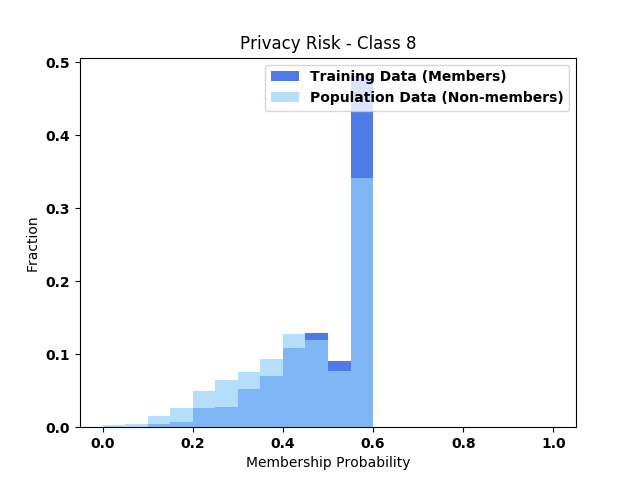 Privacy Risk - Class 8
Training Data (Members)
Population Data (Non-members)
0.5
0.4
0.3
0.2
0.1
0.0
Fraction
0.0 0.2 0.4 0.6 0.8 1.0
Membership Probability